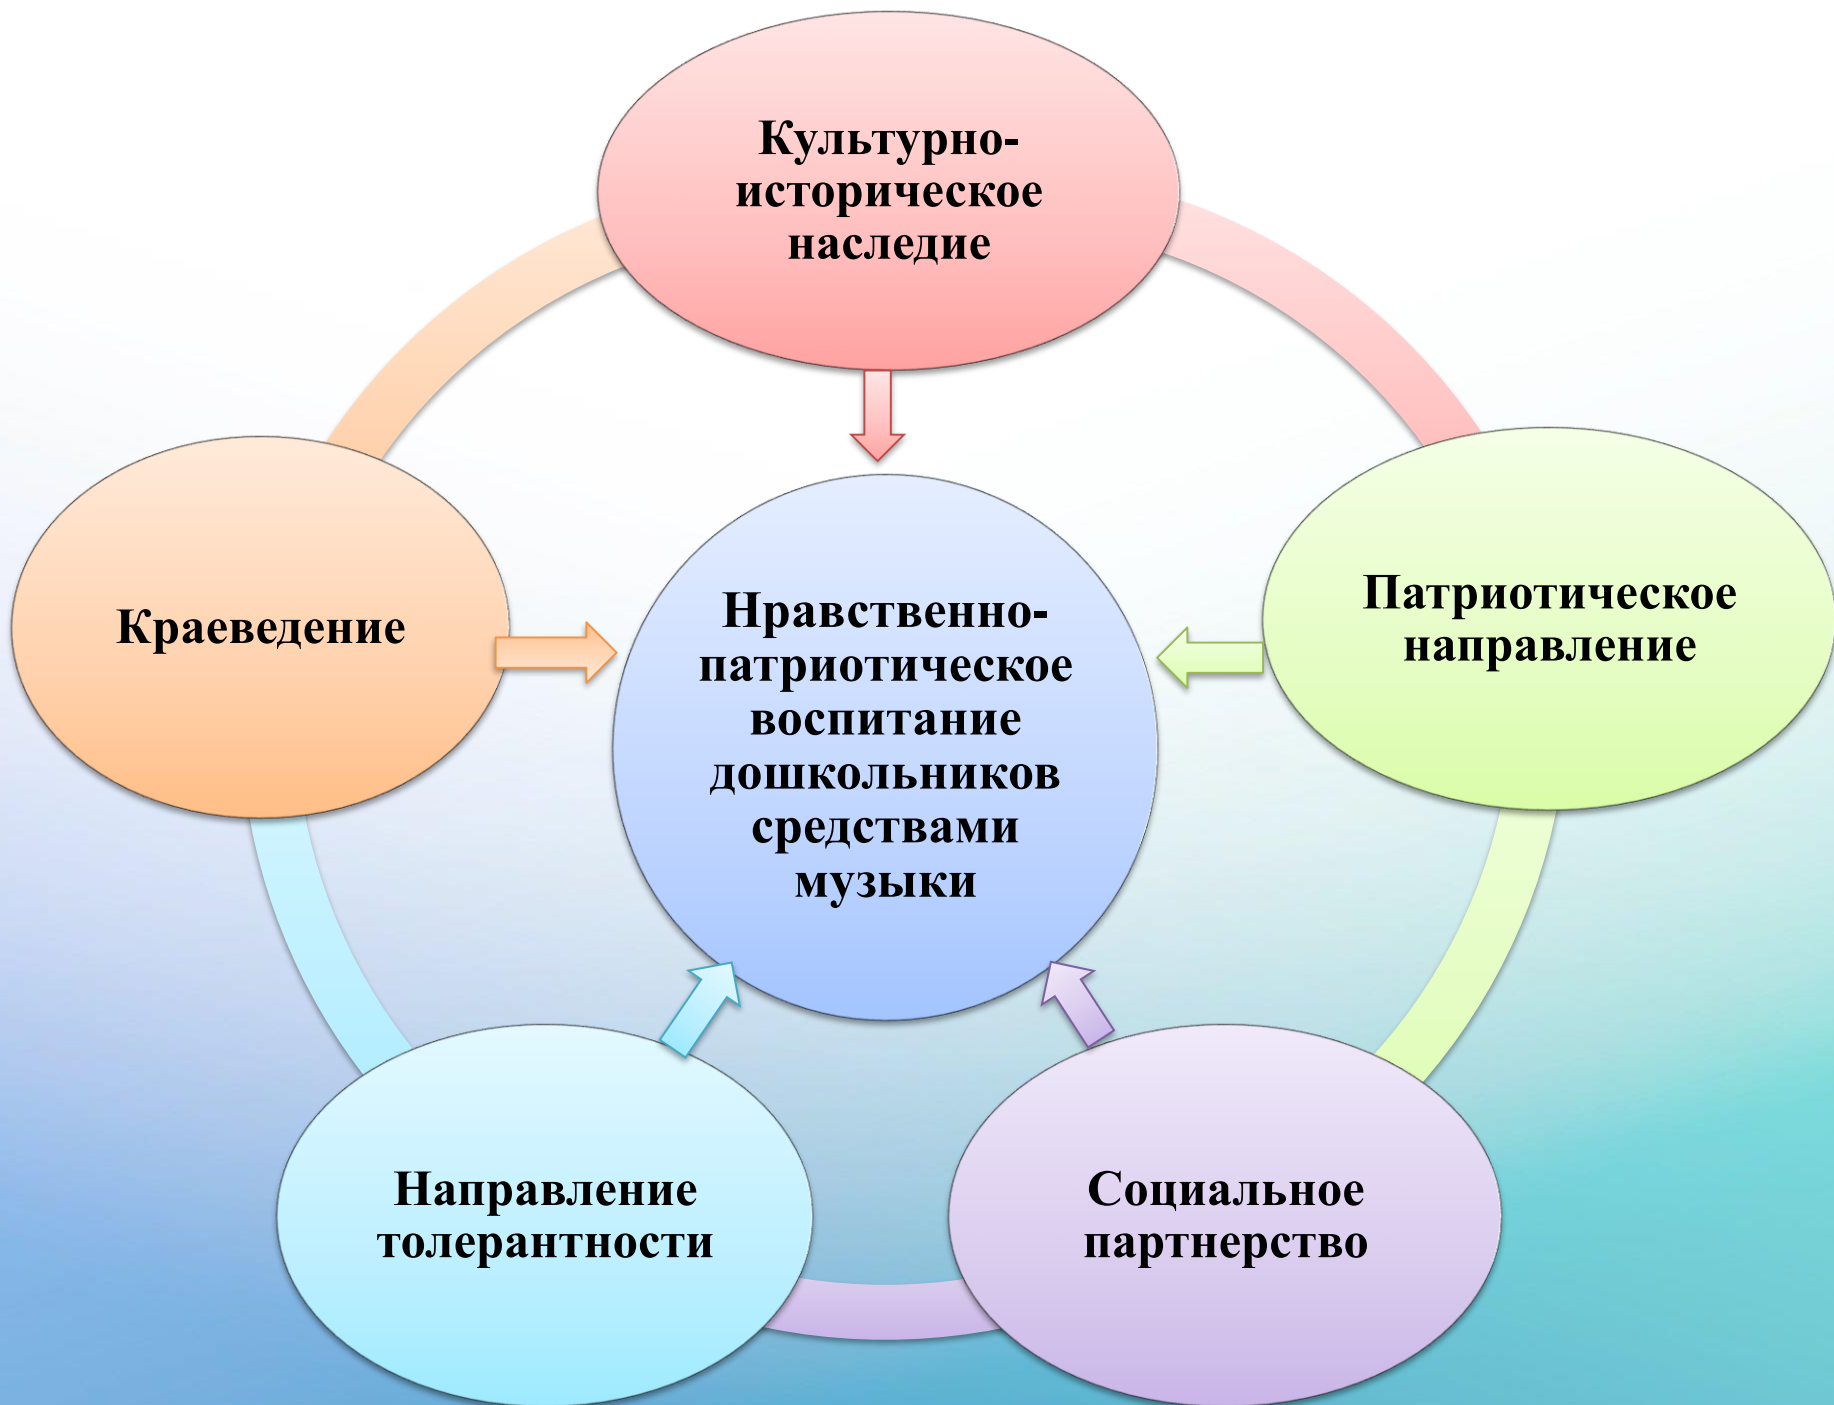 Культурно-
историческое
наследие
Краеведение
Нравственно-
патриотическое
воспитание
дошкольников
средствами
музыки
Патриотическое
направление
Направление
толерантности
Социальное
партнерство